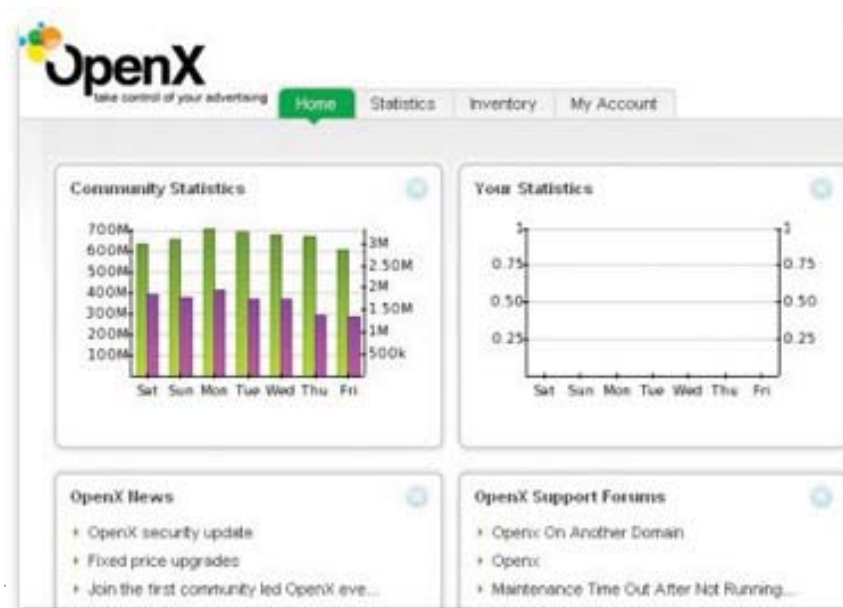 OpenX
take control of your advertising
Home Statistics Inventory My Account
Community Statistics
700M
600M
500M
400M
300M
200M
100M
3M
2.50M
2M
1.50M
1M
500k
Sat Sun Mon Tue Wed Thu Fri
Your Statistics
1
0.75
0.50
0.25
1
0.75
0.50
0.25
Sat Sun Mon Tue Wed Thu Fri
OpenX News
OpenX security update
Fixed price upgrades
Join the first community led OpenX eve...
OpenX Support Forums
Openx On Another Domain
Openx
Maintenance Time Out After Not Running...